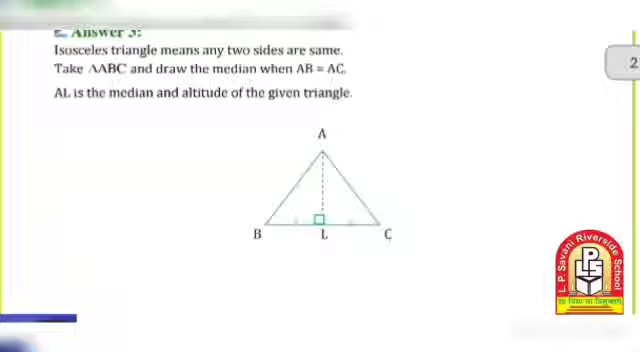 Answer 3:
Isosceles triangle means any two sides are same.
Take ΔABC and draw the median when AB = AC.
AL is the median and altitude of the given triangle.
2
A
B
L
C
L. P. Savani Riverside School
PLS